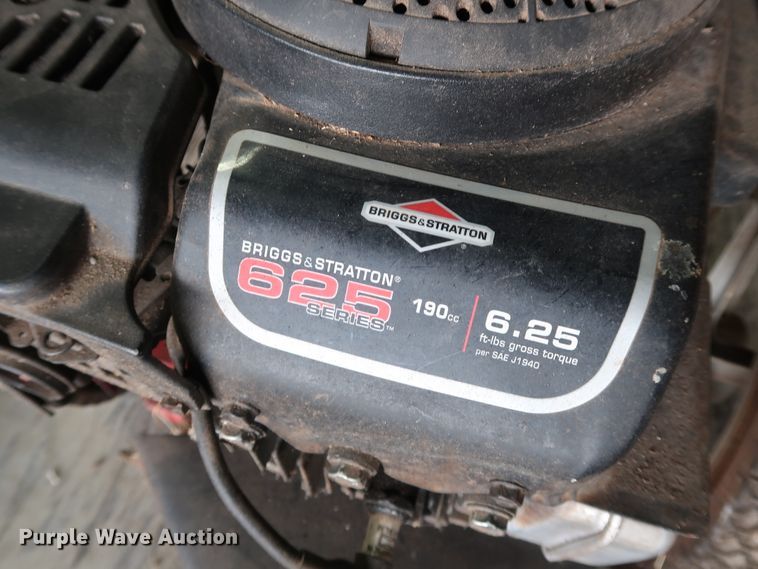 BRIGGS&STRATTON
®
BRIGGS&STRATTON®
625
SERIES™
190cc
6.25
ft-lbs gross torque
per SAE J1940
Purple Wave Auction